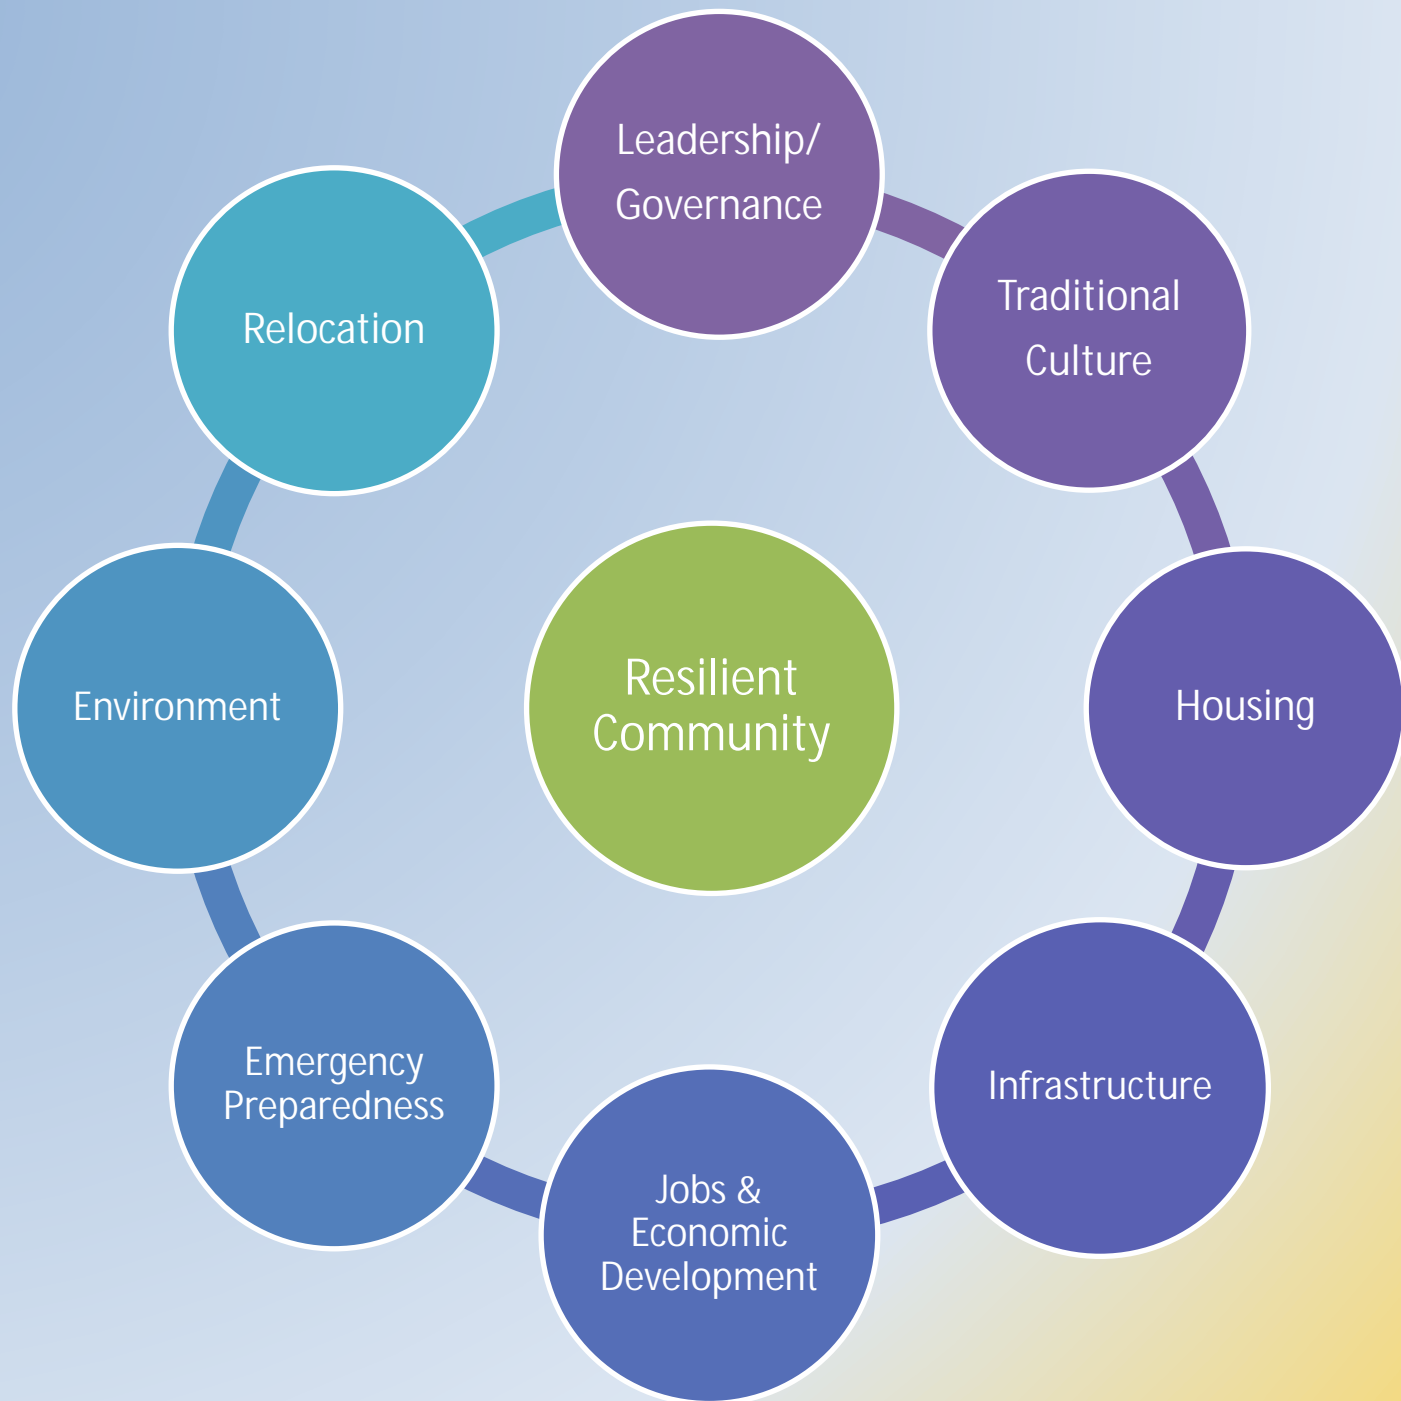 Leadership/
Governance
Traditional
Culture
Housing
Infrastructure
Jobs &
Economic
Development
Emergency
Preparedness
Environment
Relocation
Resilient
Community